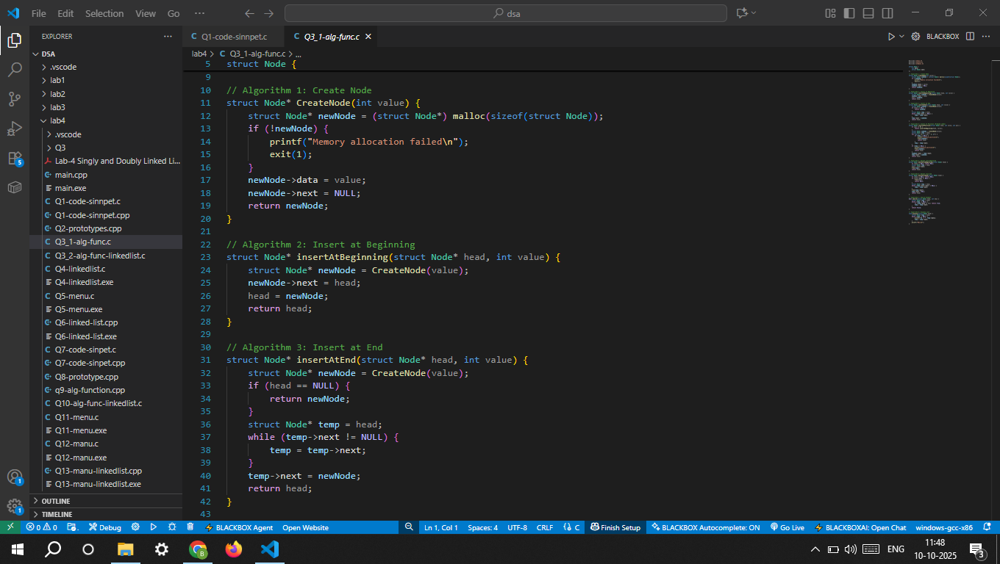 File Edit Selection View Go ···
dsa
EXPLORER ···
DSA
.vscode
lab1
lab2
lab3
lab4
.vscode
Q3
Lab-4 Singly and Doubly Linked Li...
main.cpp
main.exe
Q1-code-sinnpet.c
Q1-code-sinnpet.cpp
Q2-prototypes.cpp
Q3_1-alg-func.c
Q3_2-alg-func-linkedlist.c
Q4-linkedlist.c
Q4-linkedlist.exe
Q5-menu.c
Q5-menu.exe
Q6-linked-list.cpp
Q6-linked-list.exe
Q7-code-sinpet.c
Q7-code-sinpet.cpp
Q8-prototype.cpp
q9-alg-function.cpp
Q10-alg-func-linkedlist.c
Q11-menu.c
Q11-menu.exe
Q12-manu.c
Q12-manu.exe
Q13-manu-linkedlist.cpp
Q13-manu-linkedlist.exe
OUTLINE
TIMELINE
5
1
1
C Q1-code-sinnpet.c C Q3_1-alg-func.c BLACKBOX ···
lab4 > C Q3_1-alg-func.c > ...
5 struct Node {
9
10 // Algorithm 1: Create Node
11 struct Node* CreateNode(int value) {
12 struct Node* newNode = (struct Node*) malloc(sizeof(struct Node));
13 if (!newNode) {
14 printf("Memory allocation failed\n");
15 exit(1);
16 }
17 newNode->data = value;
18 newNode->next = NULL;
19 return newNode;
20 }
21
22 // Algorithm 2: Insert at Beginning
23 struct Node* insertAtBeginning(struct Node* head, int value) {
24 struct Node* newNode = CreateNode(value);
25 newNode->next = head;
26 head = newNode;
27 return head;
28 }
29
30 // Algorithm 3: Insert at End
31 struct Node* insertAtEnd(struct Node* head, int value) {
32 struct Node* newNode = CreateNode(value);
33 if (head == NULL) {
34 return newNode;
35 }
36 struct Node* temp = head;
37 while (temp->next != NULL) {
38 temp = temp->next;
39 }
40 temp->next = newNode;
41 return head;
42 }
43
0 0 Debug BLACKBOX Agent Open Website Ln 1, Col 1 Spaces: 4 UTF-8 CRLF {} C Finish Setup BLACKBOX Autocomplete: ON Go Live BLACKBOXAI: Open Chat windows-gcc-x86
B ENG 11:48 3
10-10-2025